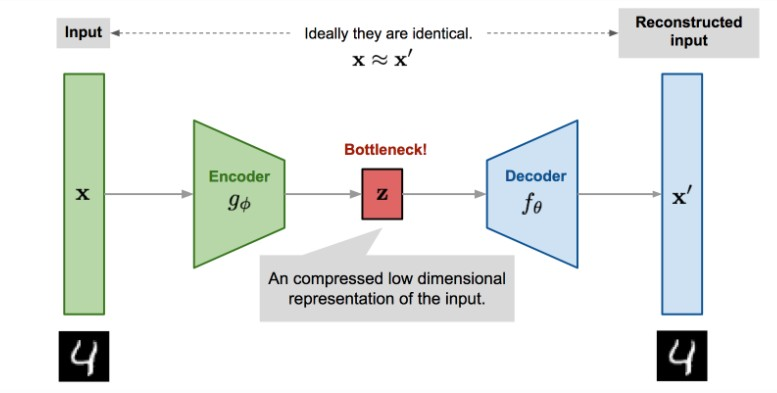 Input
Ideally they are identical.
x ≈ x′
Reconstructed
input
Bottleneck!
x
Encoder
gϕ
z
Decoder
fθ
x′
An compressed low dimensional
representation of the input.
4
4